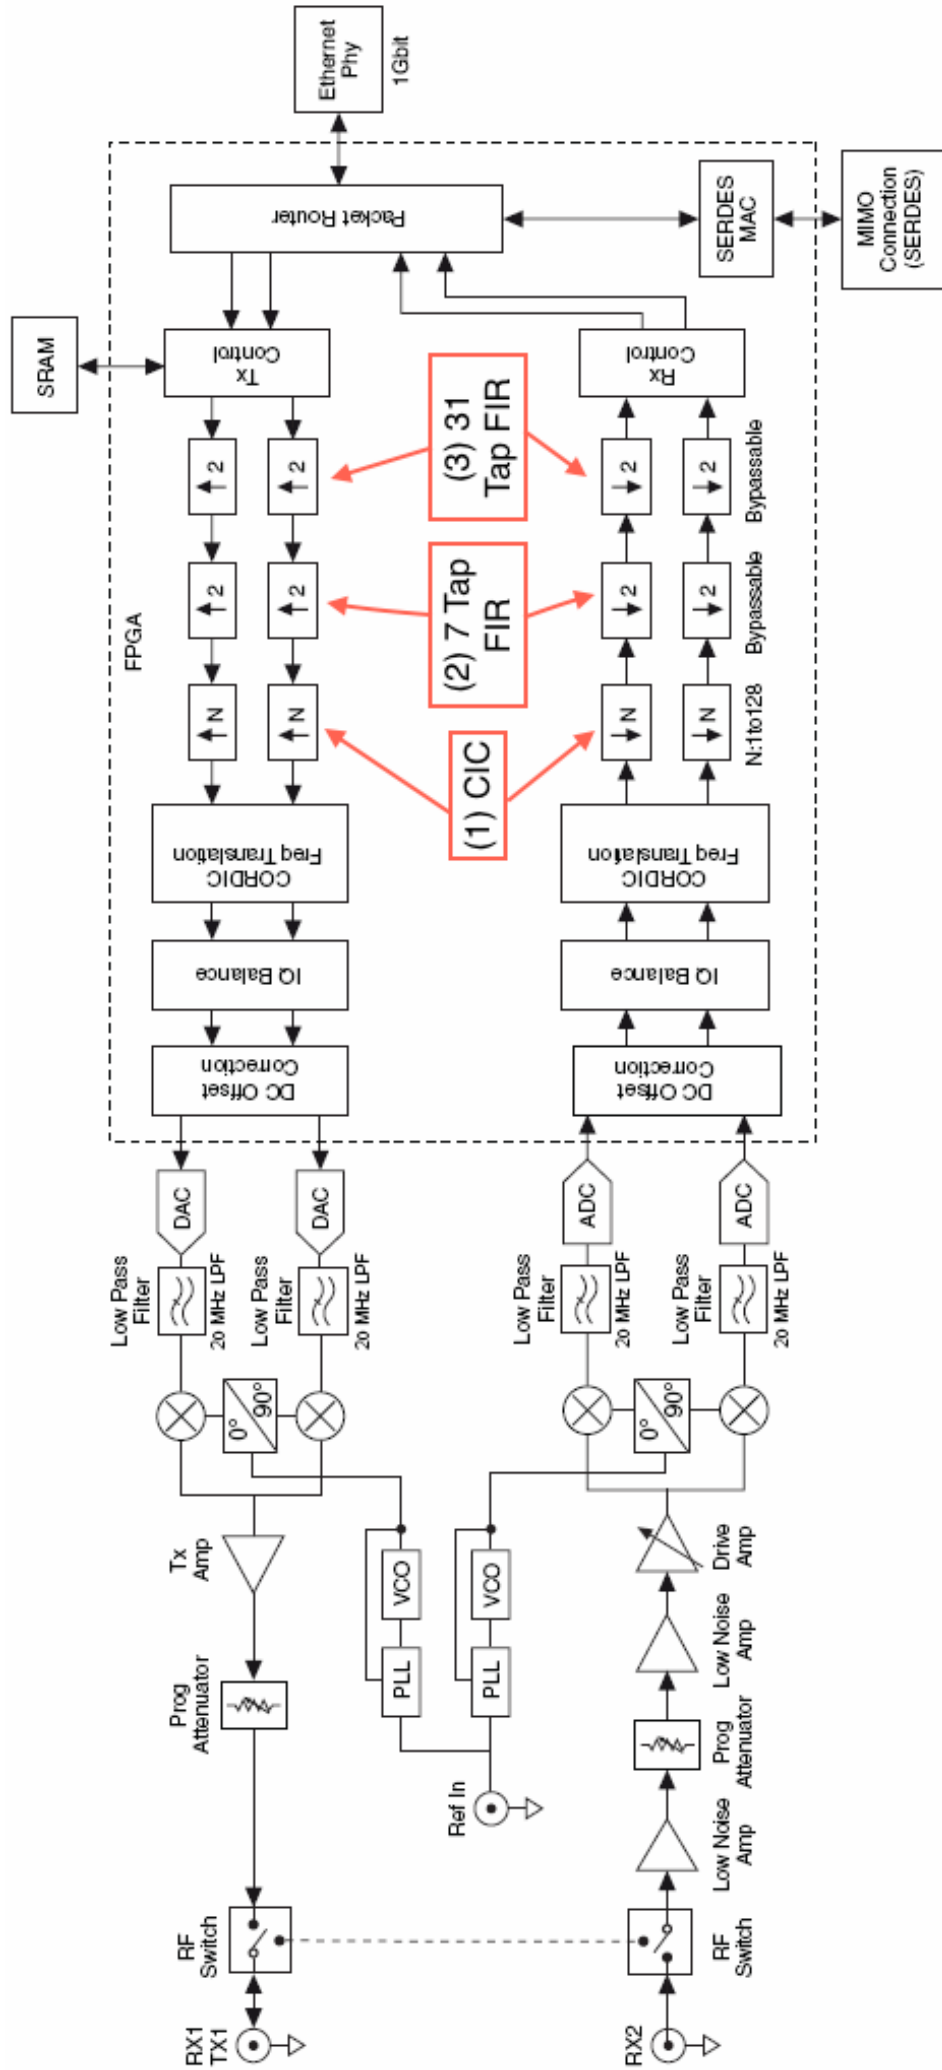 RX1
TX1
RF
Switch
Prog
Attenuator
Tx
Amp
Low Pass
Filter
20 MHz LPF
DAC
Low Pass
Filter
20 MHz LPF
DAC
0°
90°
PLL
VCO
PLL
VCO
Ref In
RX2
RF
Switch
Low Noise
Amp
Prog
Attenuator
Low Noise
Amp
Drive
Amp
0°
90°
Low Pass
Filter
20 MHz LPF
ADC
Low Pass
Filter
20 MHz LPF
ADC
FPGA
DC Offset
Correction
IQ Balance
CORDIC
Freq Translation
↑ N
↑ 2
↑ 2
↑ N
↑ 2
↑ 2
Tx
Control
SRAM
Packet Router
Ethernet
Phy
1Gbit
(1) CIC
(2) 7 Tap
FIR
(3) 31
Tap FIR
DC Offset
Correction
IQ Balance
CORDIC
Freq Translation
↓ N
↓ 2
↓ 2
↓ N
↓ 2
↓ 2
N:1to128
Bypassable
Bypassable
Rx
Control
SERDES
MAC
MIMO
Connection
(SERDES)